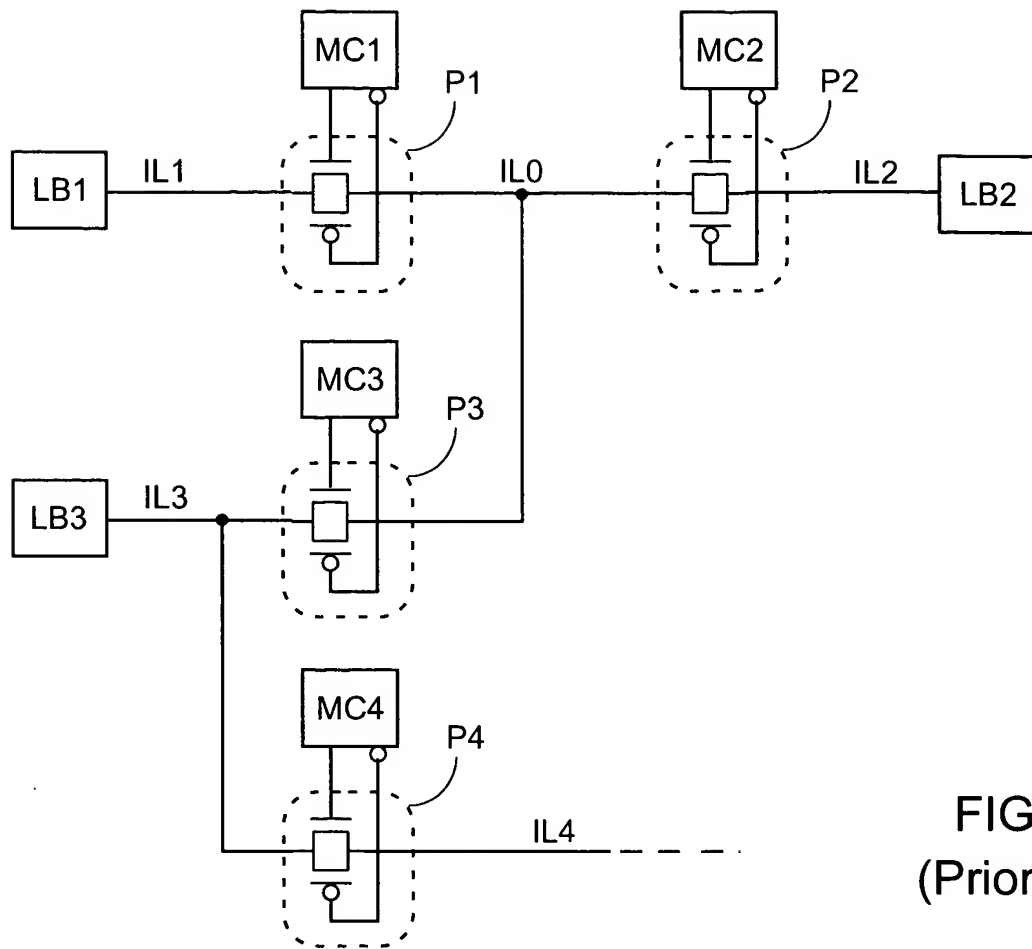 MC1
MC2
P1
P2
LB1
IL1
IL0
IL2
LB2
MC3
P3
LB3
IL3
MC4
P4
IL4
FIG
(Prior